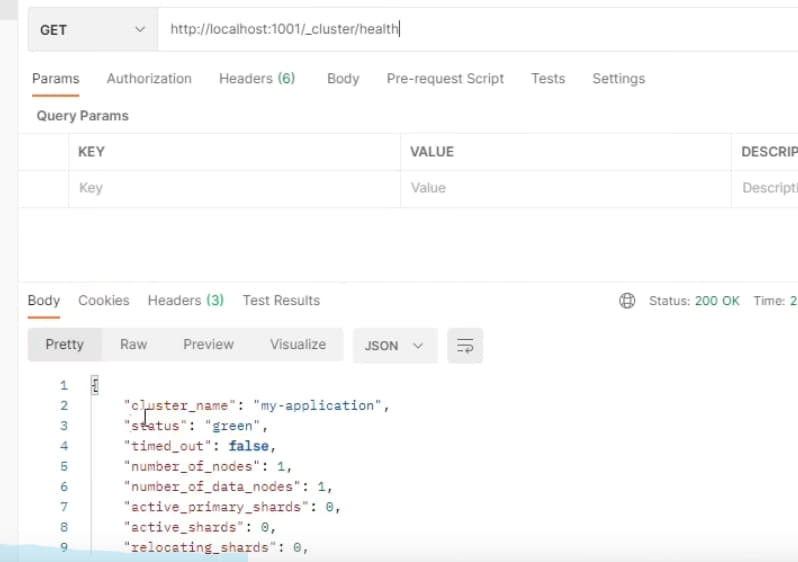 GET http://localhost:1001/_cluster/health
Params Authorization Headers (6) Body Pre-request Script Tests Settings
Query Params
KEY VALUE DESCRIP
Key Value Descripti
Body Cookies Headers (3) Test Results Status: 200 OK Time: 2
Pretty Raw Preview Visualize JSON
1 {
2 "cluster_name": "my-application",
3 "status": "green",
4 "timed_out": false,
5 "number_of_nodes": 1,
6 "number_of_data_nodes": 1,
7 "active_primary_shards": 0,
8 "active_shards": 0,
9 "relocating_shards": 0,